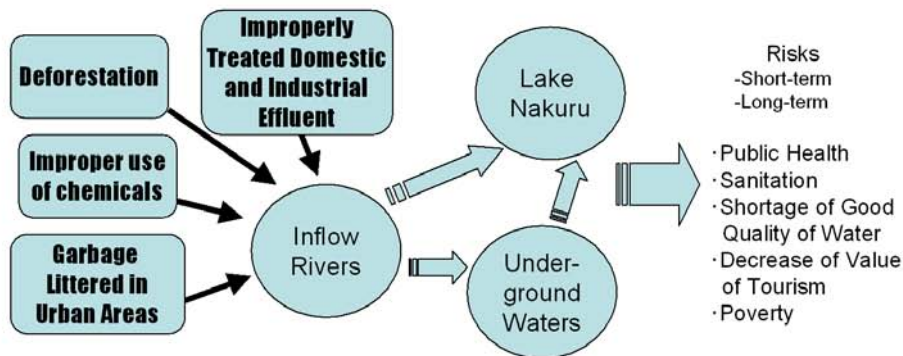 Deforestation
Improperly
Treated Domestic
and Industrial
Effluent
Improper use
of chemicals
Garbage
Littered in
Urban Areas
Inflow
Rivers
Lake
Nakuru
Under-
ground
Waters
Risks
-Short-term
-Long-term
·Public Health
·Sanitation
·Shortage of Good
Quality of Water
·Decrease of Value
of Tourism
·Poverty